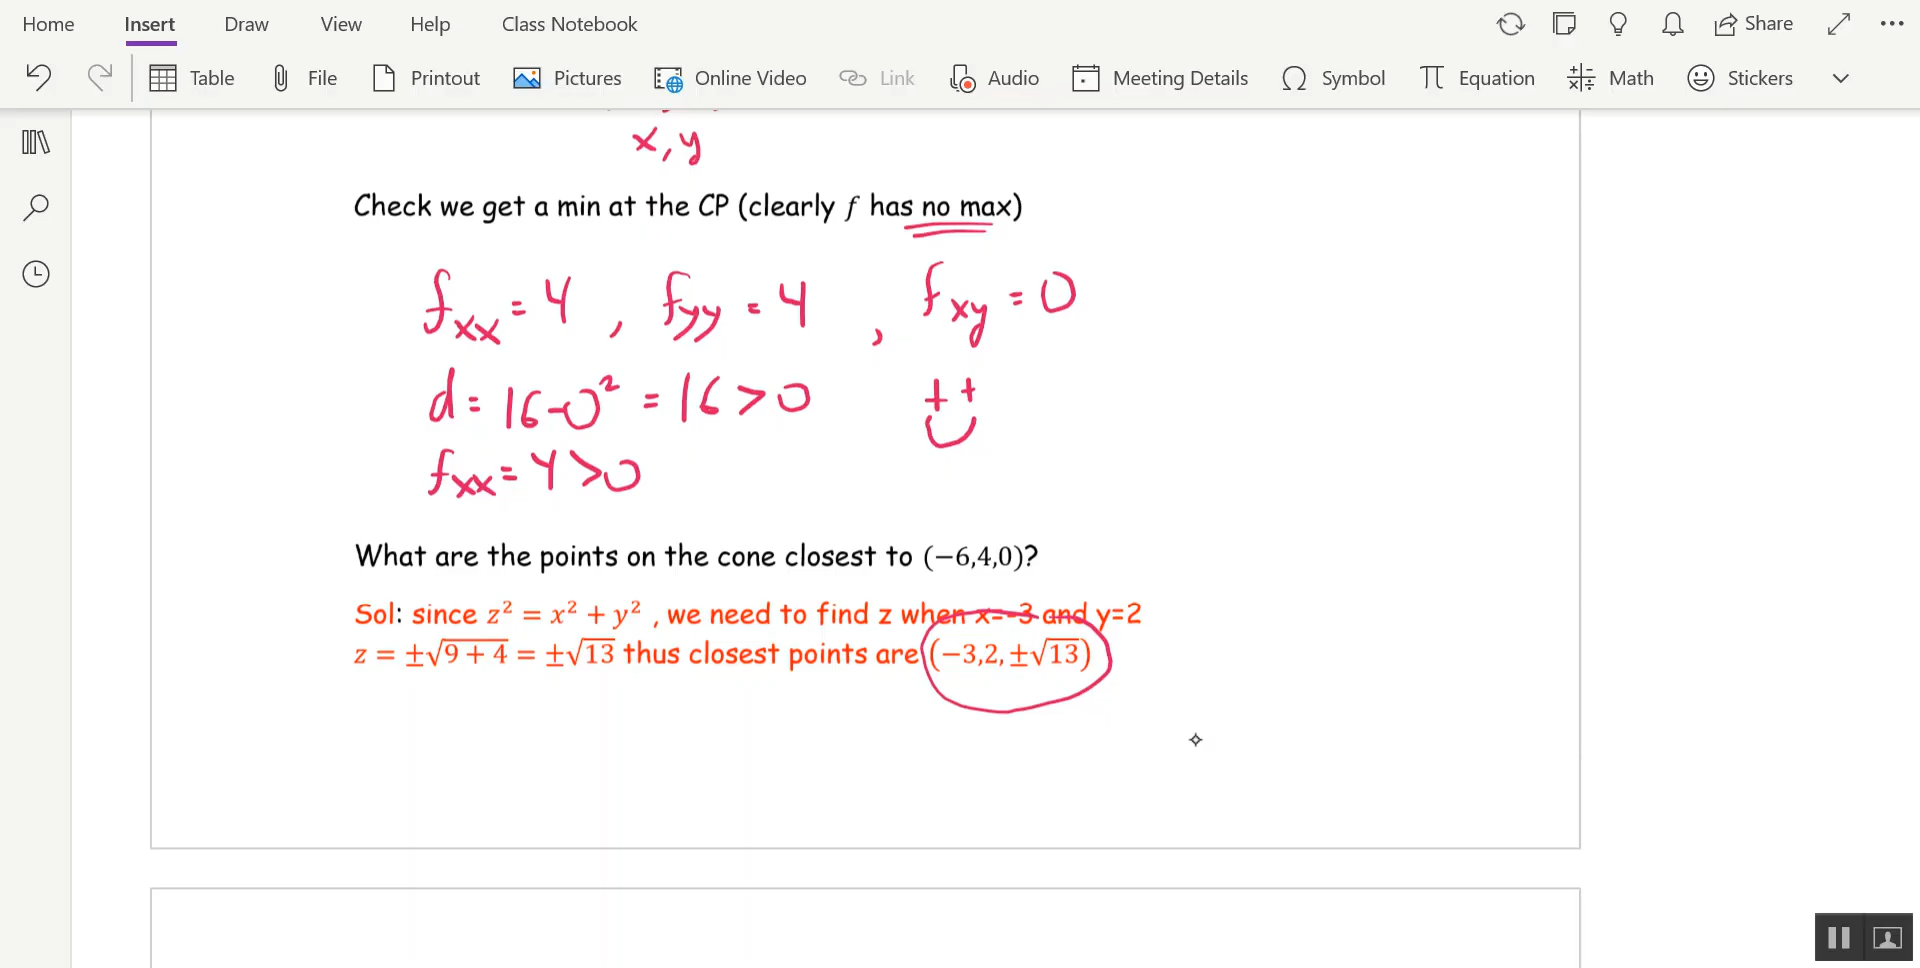 Home Insert Draw View Help Class Notebook Share
Table File Printout Pictures Online Video Link Audio Meeting Details Symbol Equation Math Stickers
x, y
Check we get a min at the CP (clearly f has no max)
fxx = 4 , fyy = 4 , fxy = 0
d = 16-0² = 16 > 0 + +
fxx = 4 > 0
What are the points on the cone closest to (−6,4,0)?
Sol: since z² = x² + y² , we need to find z when x=-3 and y=2
z = ±√9 + 4 = ±√13 thus closest points are (−3,2, ±√13)